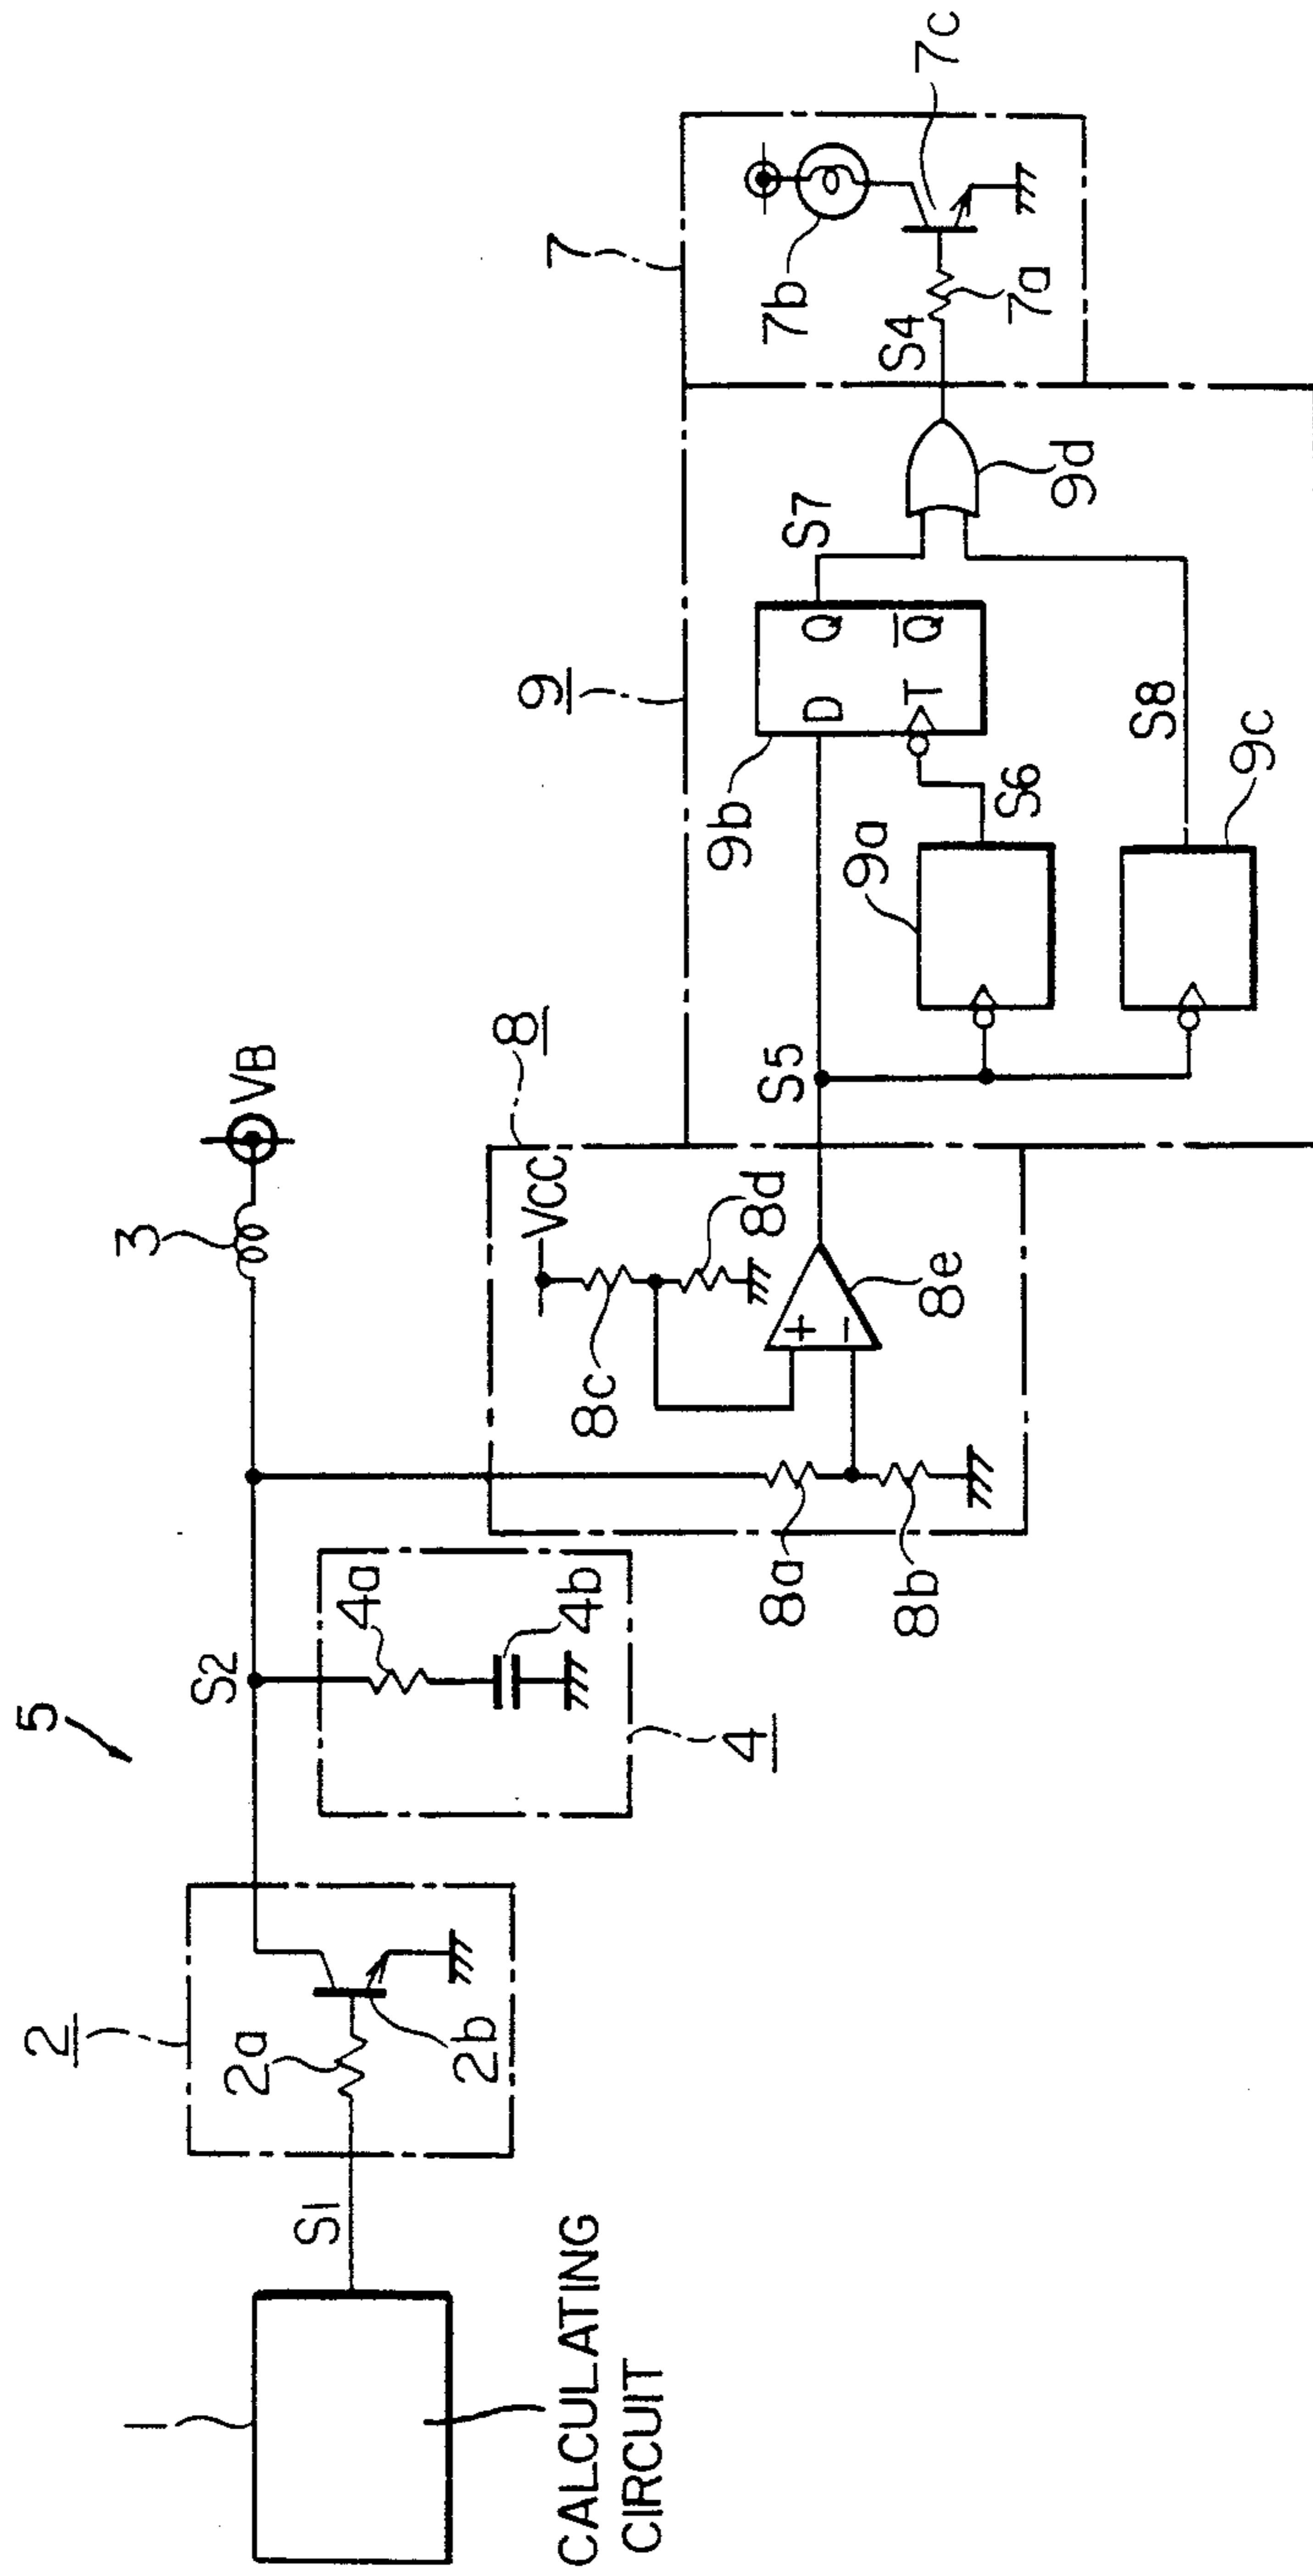 5
1
CALCULATING
CIRCUIT
S1
2
2a
2b
S2
4
4a
4b
3
VB
8
VCC
8a
8b
8c
8d
8e
+
−
S5
9
9a
9b
9c
9d
D
Q
T
Q̅
S6
S7
S8
S4
7
7a
7b
7c